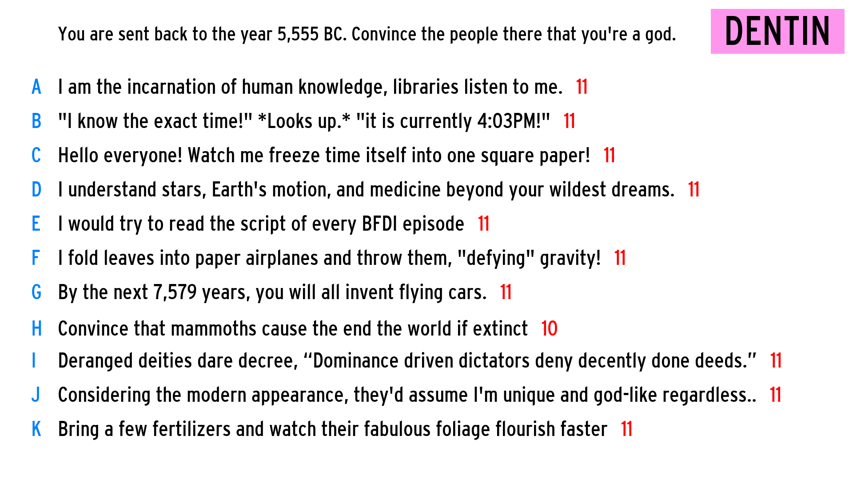 You are sent back to the year 5,555 BC. Convince the people there that you're a god.
DENTIN
A I am the incarnation of human knowledge, libraries listen to me. 11
B "I know the exact time!" *Looks up.* "it is currently 4:03PM!" 11
C Hello everyone! Watch me freeze time itself into one square paper! 11
D I understand stars, Earth's motion, and medicine beyond your wildest dreams. 11
E I would try to read the script of every BFDI episode 11
F I fold leaves into paper airplanes and throw them, "defying" gravity! 11
G By the next 7,579 years, you will all invent flying cars. 11
H Convince that mammoths cause the end the world if extinct 10
I Deranged deities dare decree, “Dominance driven dictators deny decently done deeds.” 11
J Considering the modern appearance, they'd assume I'm unique and god-like regardless.. 11
K Bring a few fertilizers and watch their fabulous foliage flourish faster 11